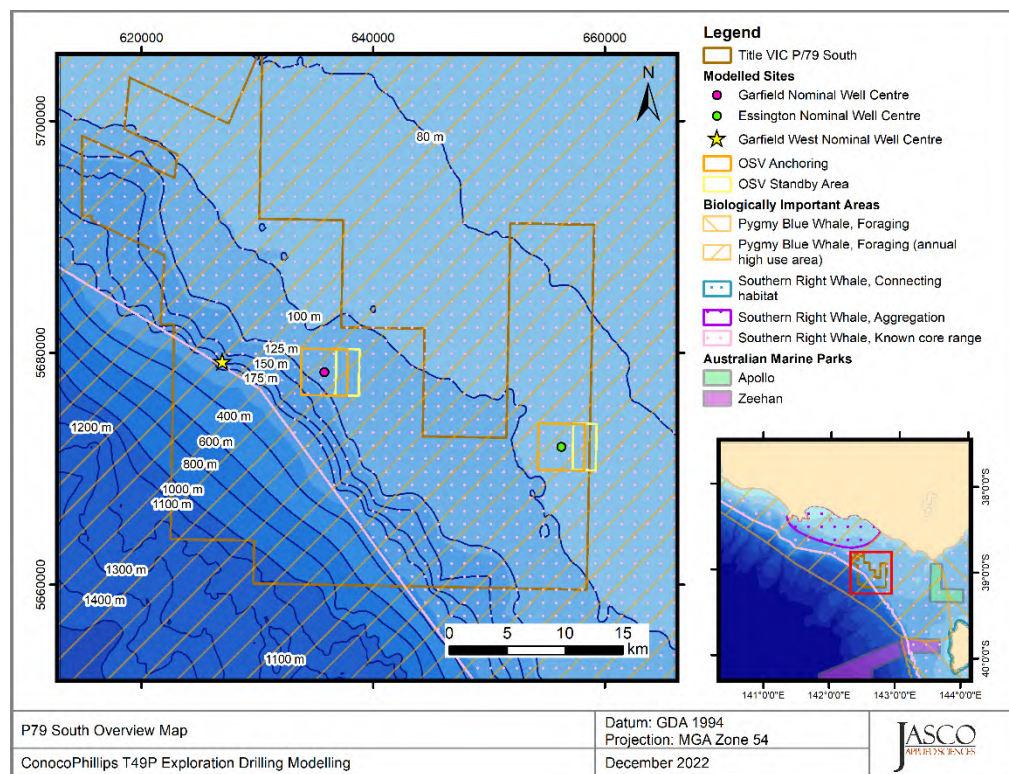 620000
640000
660000
5700000
5680000
5660000
N
80 m
100 m
125 m
150 m
175 m
400 m
600 m
800 m
1000 m
1100 m
1200 m
1300 m
1400 m
1100 m
0 5 10 15
km
Legend
Title VIC P/79 South
Modelled Sites
Garfield Nominal Well Centre
Essington Nominal Well Centre
Garfield West Nominal Well Centre
OSV Anchoring
OSV Standby Area
Biologically Important Areas
Pygmy Blue Whale, Foraging
Pygmy Blue Whale, Foraging (annual
high use area)
Southern Right Whale, Connecting
habitat
Southern Right Whale, Aggregation
Southern Right Whale, Known core range
Australian Marine Parks
Apollo
Zeehan
38°0'0"S
39°0'0"S
40°0'0"S
141°0'0"E
142°0'0"E
143°0'0"E
144°0'0"E
P79 South Overview Map
ConocoPhillips T49P Exploration Drilling Modelling
Datum: GDA 1994
Projection: MGA Zone 54
December 2022
JASCO
APPLIED SCIENCES